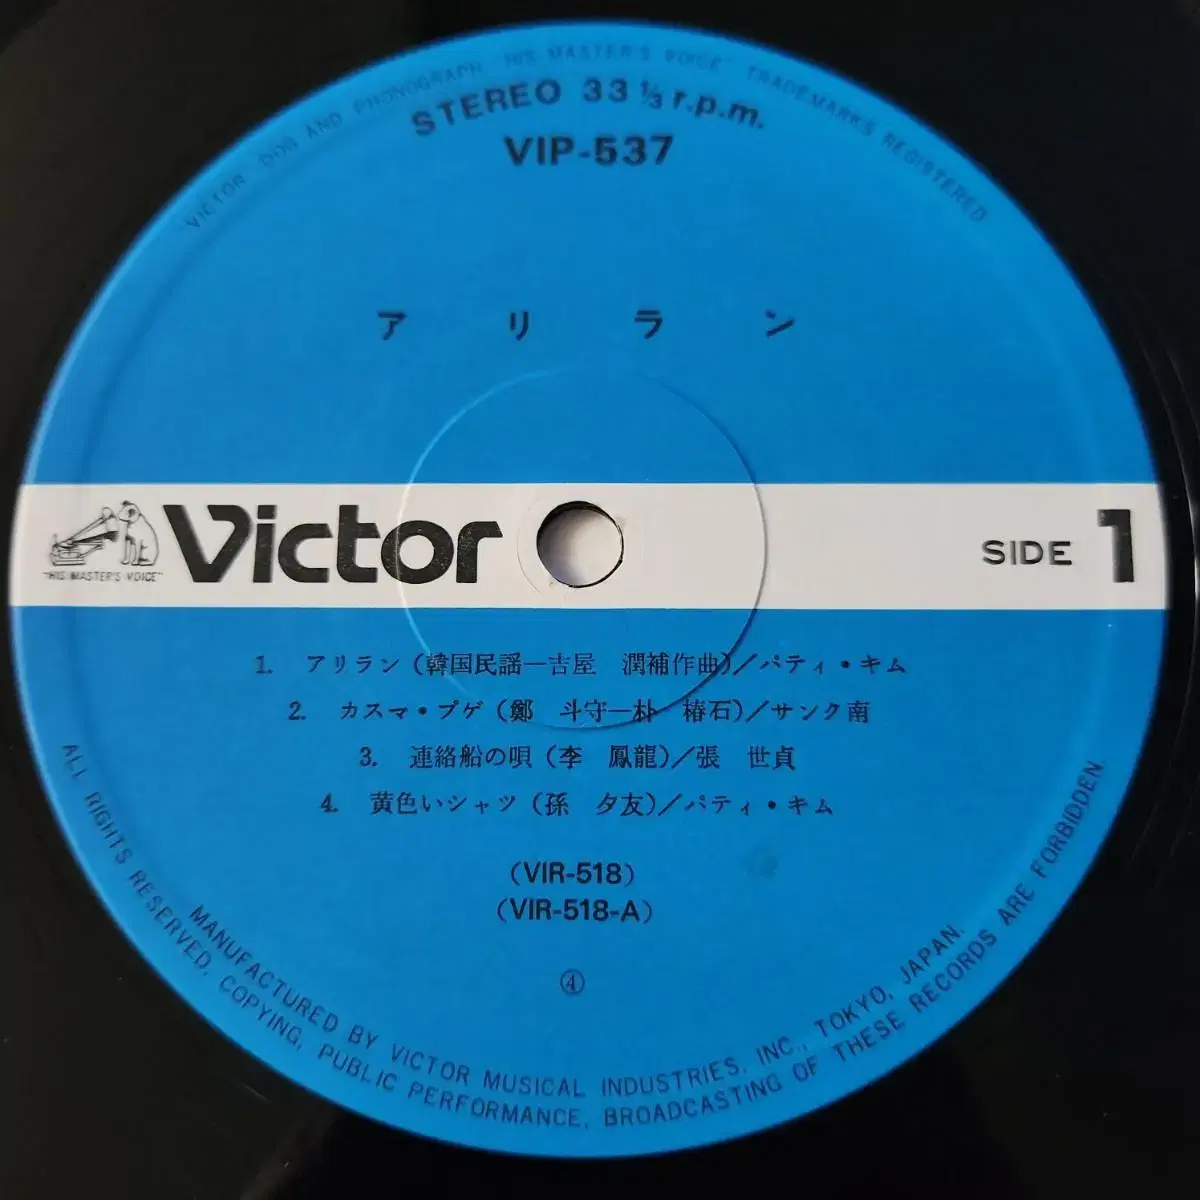 "VICTOR" "DOG AND PHONOGRAPH" "HIS MASTER'S VOICE" TRADEMARKS REGISTERED
STEREO 33 1/3 r.p.m.
VIP-537
アリラン
"HIS MASTER'S VOICE"
Victor
SIDE 1
1. アリラン(韓国民謡—吉屋 潤補作曲)/パティ・キム
2. カスマ・プゲ(鄭 斗守—朴 椿石)/サンク南
3. 連絡船の唄(李 鳳龍)/張 世貞
4. 黄色いシャツ(孫 夕友)/パティ・キム
(VIR-518)
(VIR-518-A)
④
MANUFACTURED BY VICTOR MUSICAL INDUSTRIES, INC., TOKYO, JAPAN.
ALL RIGHTS RESERVED. COPYING, PUBLIC PERFORMANCE, BROADCASTING OF THESE RECORDS ARE FORBIDDEN.